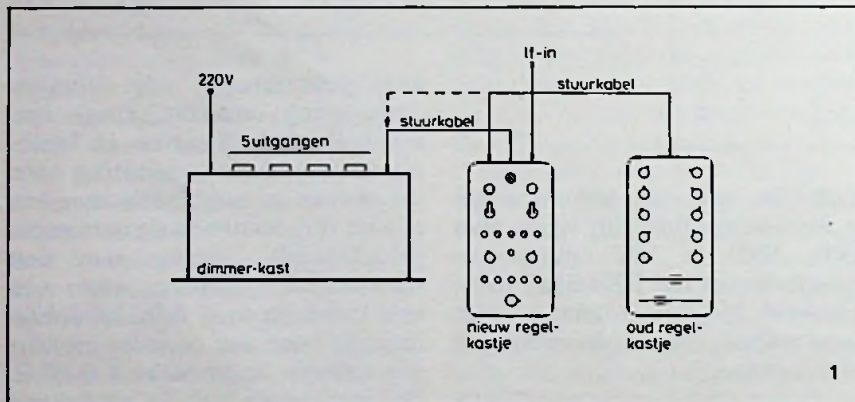 lf-in
220V
stuurkabel
stuurkabel
5uitgangen
dimmer-kast
nieuw regel-
kastje
oud regel-
kastje
1